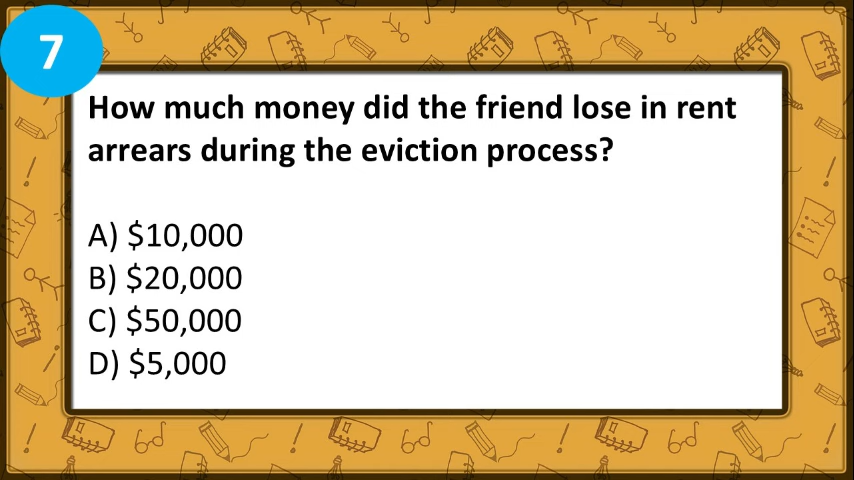 7
How much money did the friend lose in rent
arrears during the eviction process?
A) $10,000
B) $20,000
C) $50,000
D) $5,000